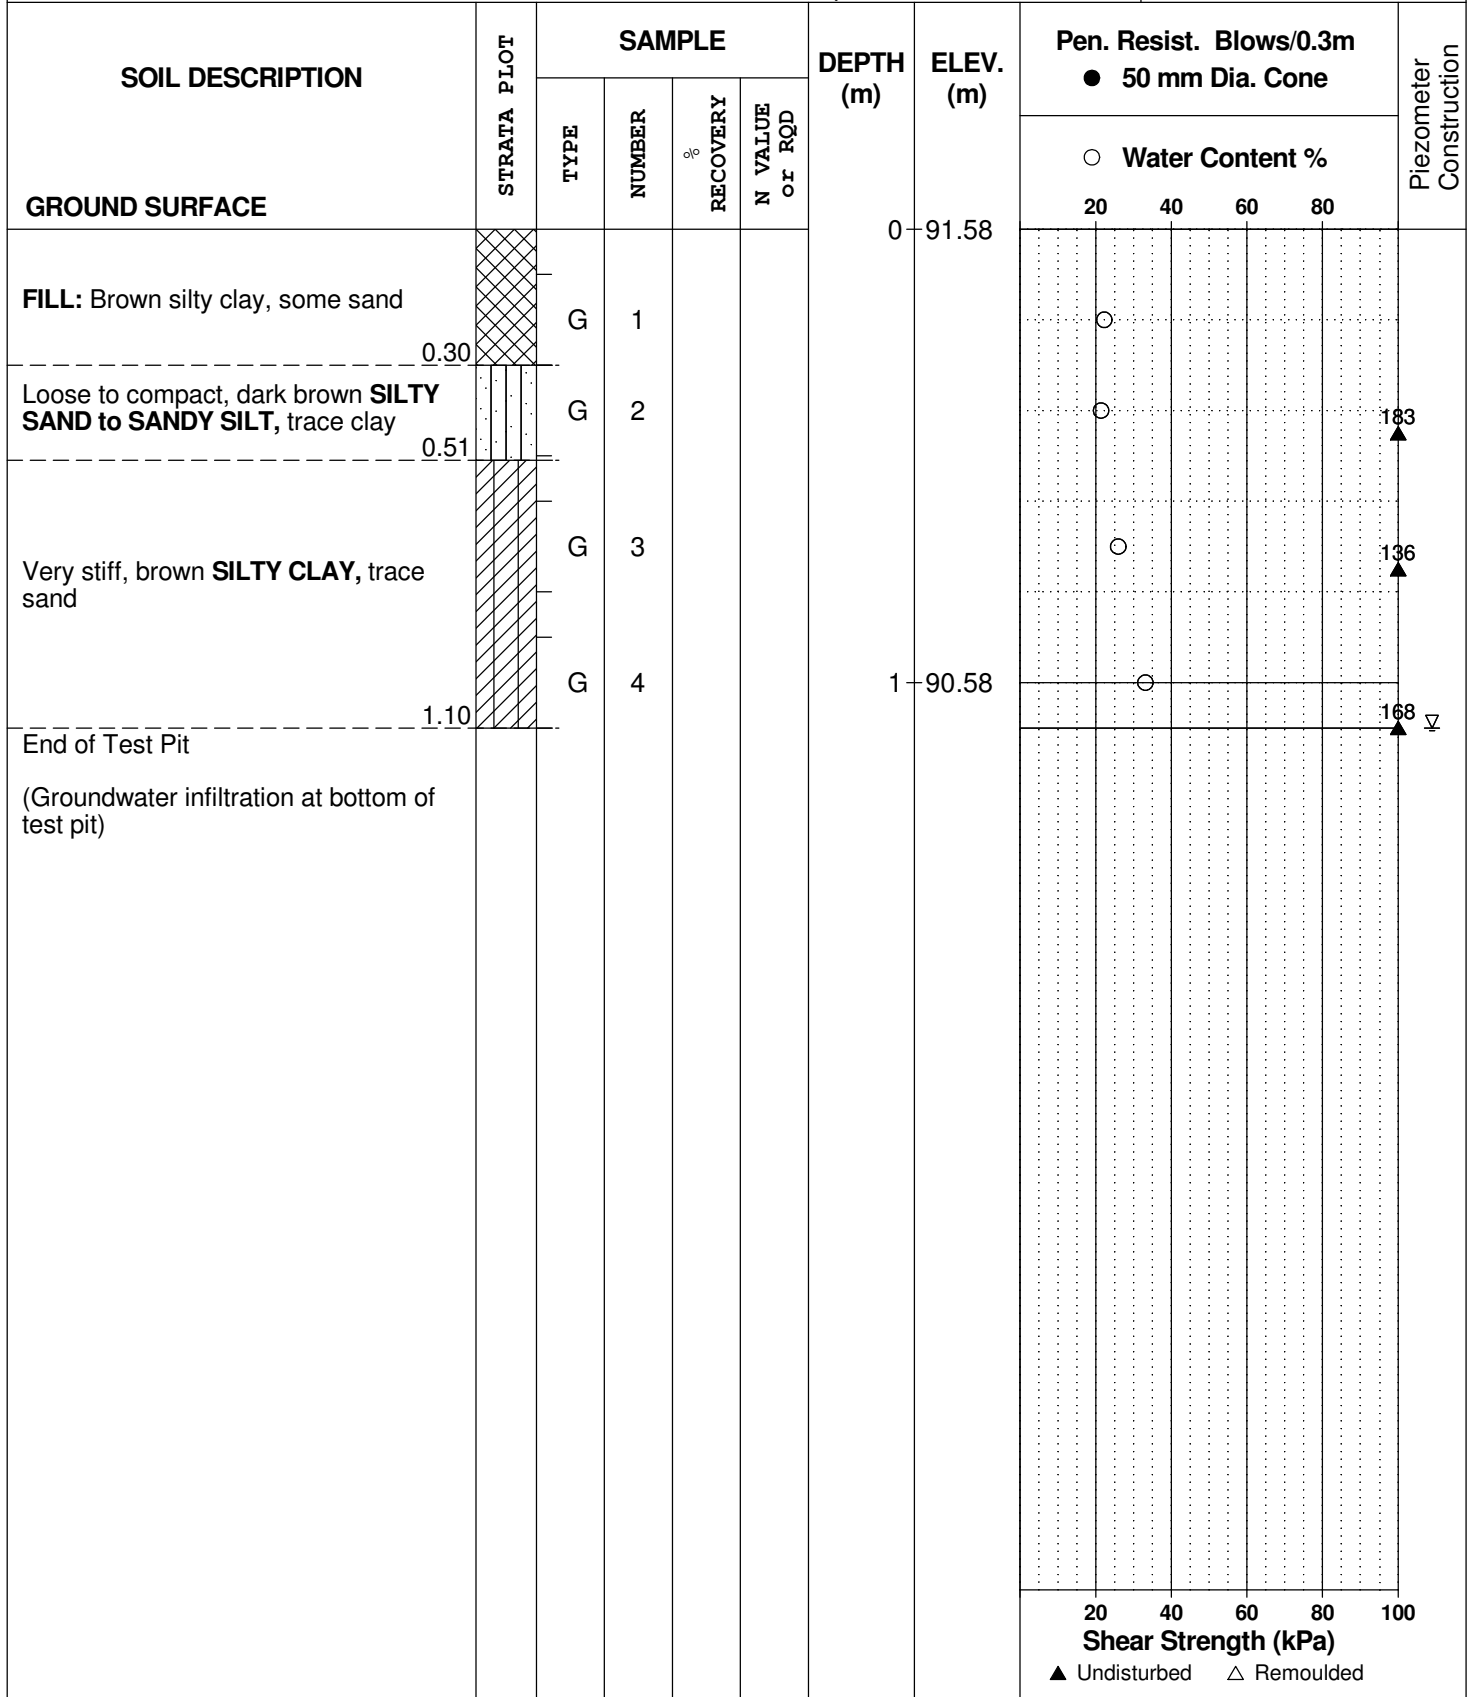 SOIL DESCRIPTION
GROUND SURFACE
STRATA PLOT
SAMPLE
TYPE
NUMBER
%
RECOVERY
N VALUE
or RQD
DEPTH
(m)
ELEV.
(m)
Pen. Resist. Blows/0.3m
● 50 mm Dia. Cone
○ Water Content %
20 40 60 80
Piezometer
Construction
0 91.58
FILL: Brown silty clay, some sand
G 1
0.30
Loose to compact, dark brown SILTY
SAND to SANDY SILT, trace clay
G 2
183
0.51
G 3
136
Very stiff, brown SILTY CLAY, trace
sand
G 4
1 90.58
1.10
168
End of Test Pit
(Groundwater infiltration at bottom of
test pit)
20 40 60 80 100
Shear Strength (kPa)
▲ Undisturbed △ Remoulded